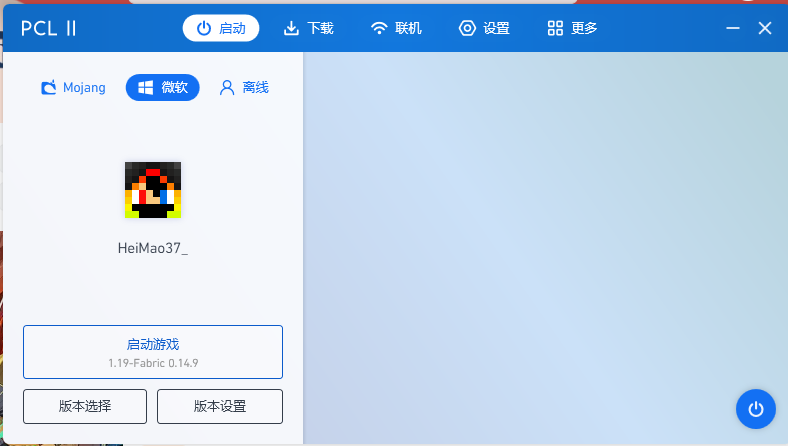 PCL II 启动 下载 联机 设置 更多
Mojang 微软 离线
HeiMao37_
启动游戏
1.19-Fabric 0.14.9
版本选择 版本设置